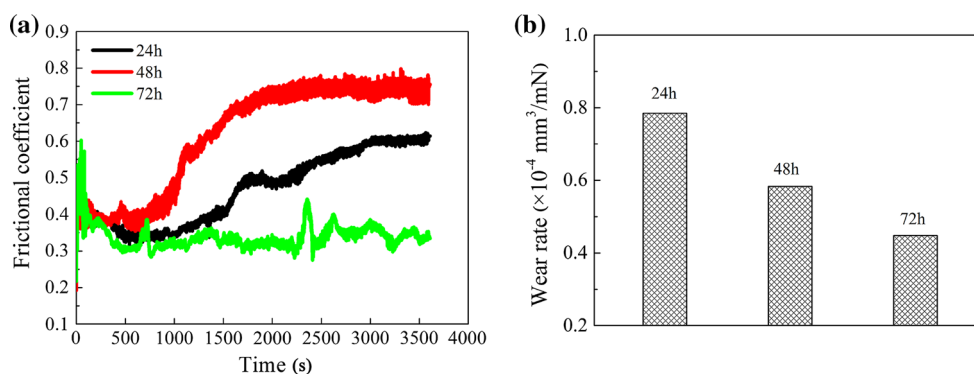 (a)
Frictional coefficient
0.9
0.8
0.7
0.6
0.5
0.4
0.3
0.2
0.1
24h
48h
72h
0 500 1000 1500 2000 2500 3000 3500 4000
Time (s)
(b)
Wear rate (×10⁻⁴ mm³/mN)
1.0
0.8
0.6
0.4
0.2
24h
48h
72h